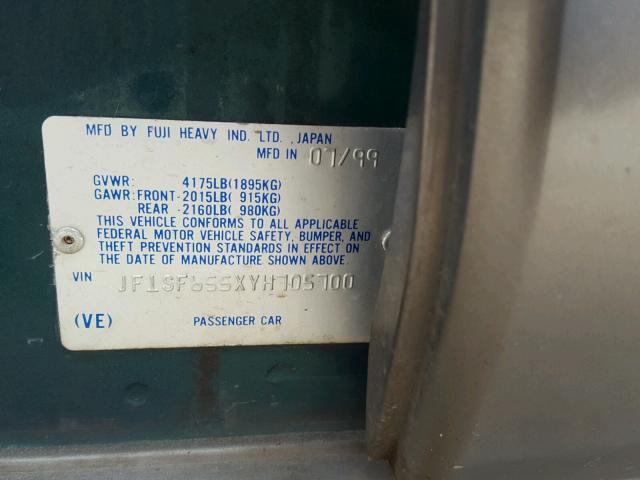 MFD BY FUJI HEAVY IND. LTD. ,JAPAN
MFD IN 07/99
GVWR: 4175LB(1895KG)
GAWR:FRONT-2015LB( 915KG)
REAR -2160LB( 980KG)
THIS VEHICLE CONFORMS TO ALL APPLICABLE
FEDERAL MOTOR VEHICLE SAFETY, BUMPER, AND
THEFT PREVENTION STANDARDS IN EFFECT ON
THE DATE OF MANUFACTURE SHOWN ABOVE.
VIN JF1SF655XYH705700
(VE) PASSENGER CAR